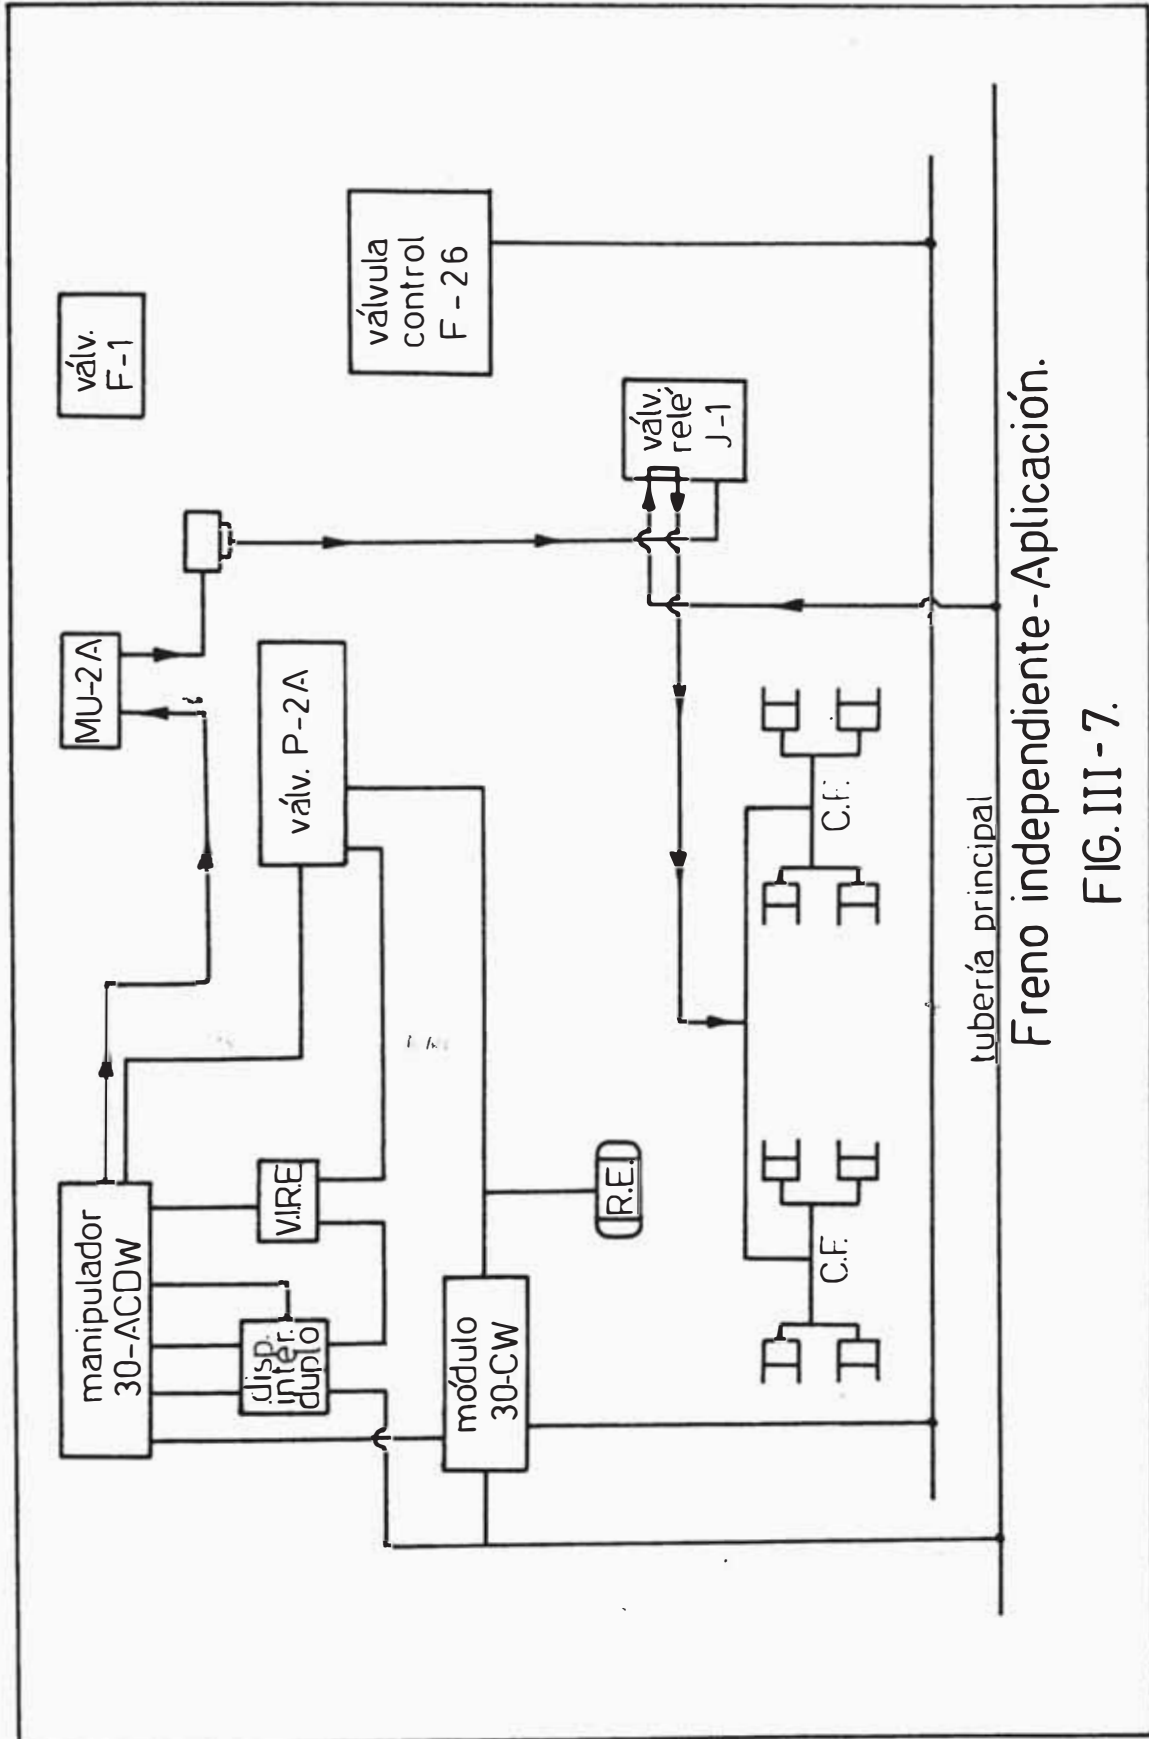 manipulador
30-ACDW
MU-2A
válv.
F-1
disp.
inter.
duplo
V.I.R.E
válv. P-2A
válvula
control
F-26
módulo
30-CW
R.E.
válv.
relé
J-1
C.F.
C.F.
tubería principal
Freno independiente-Aplicación.
FIG. III-7.